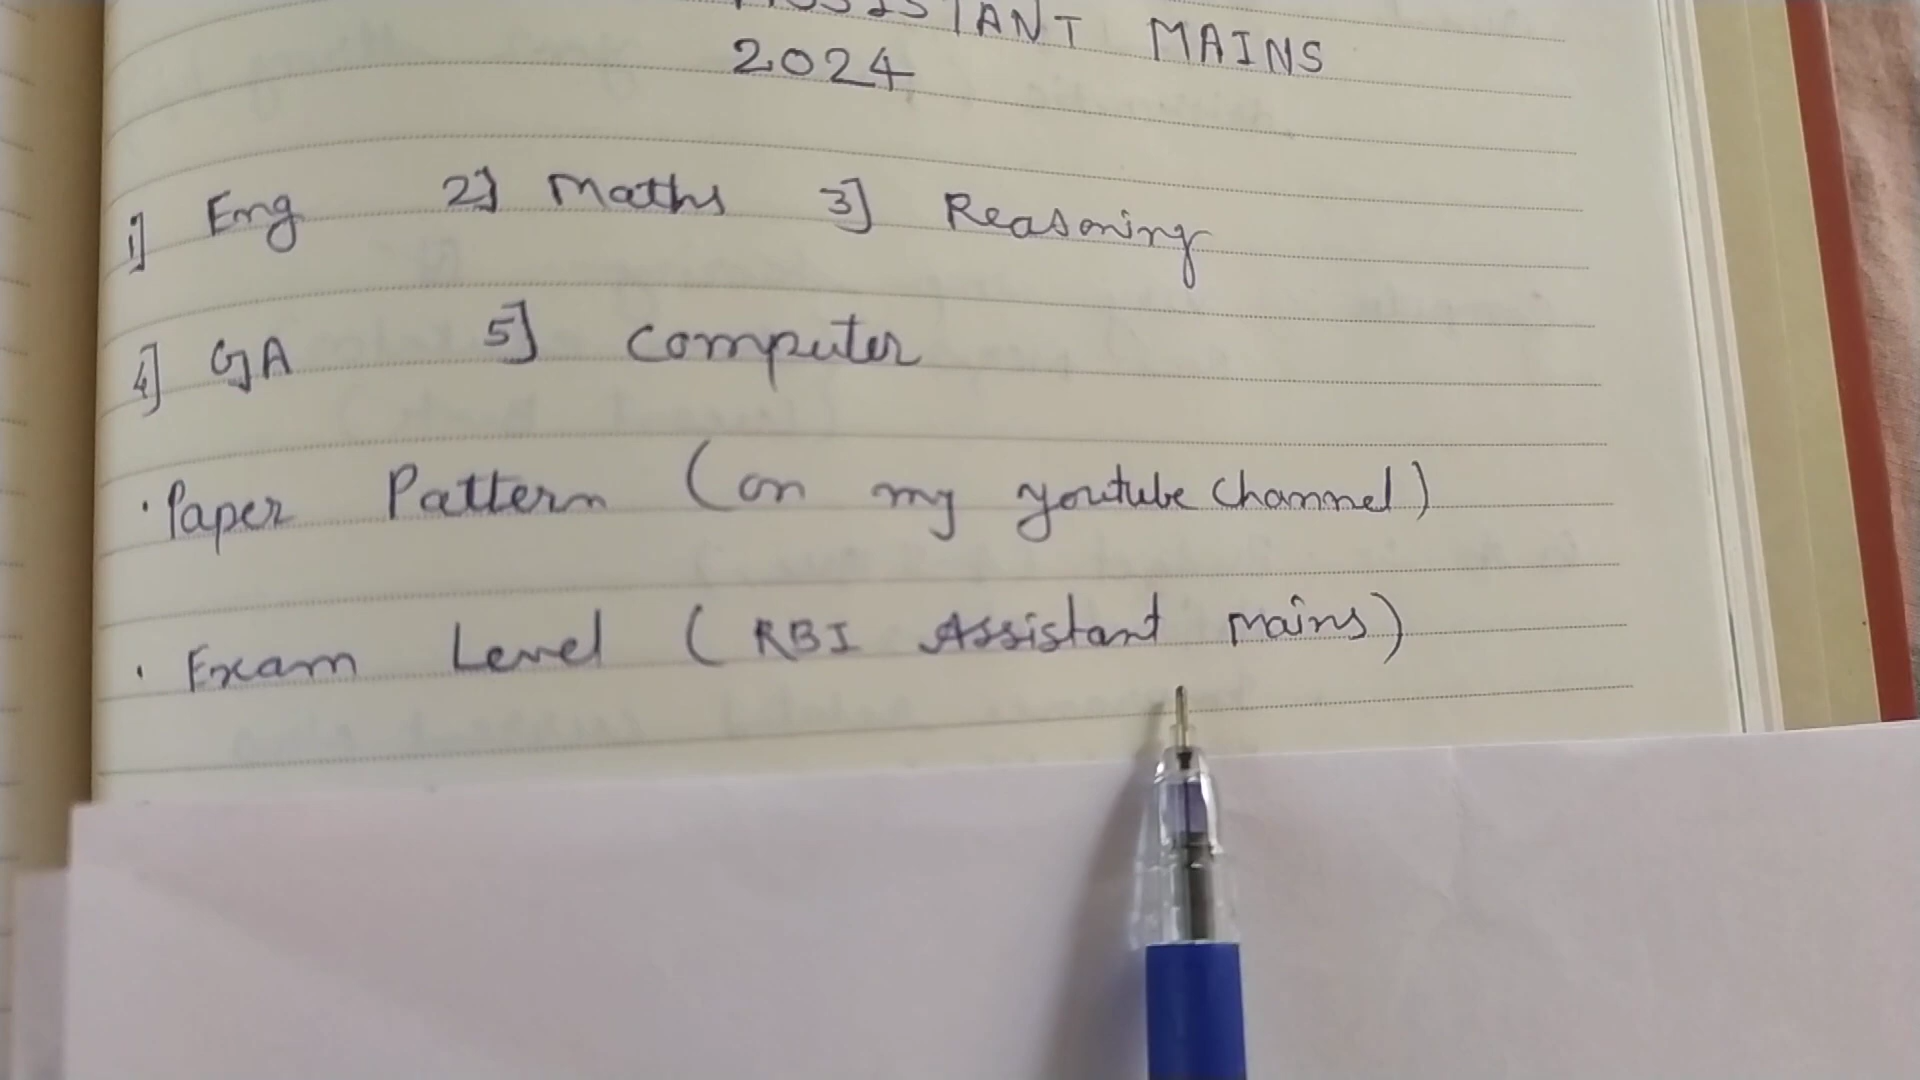 ASSISTANT MAINS
2024
1] Eng 2] Maths 3] Reasoning
4] GA 5] Computer
• Paper Pattern (on my youtube channel)
• Exam Level (RBI Assistant mains)